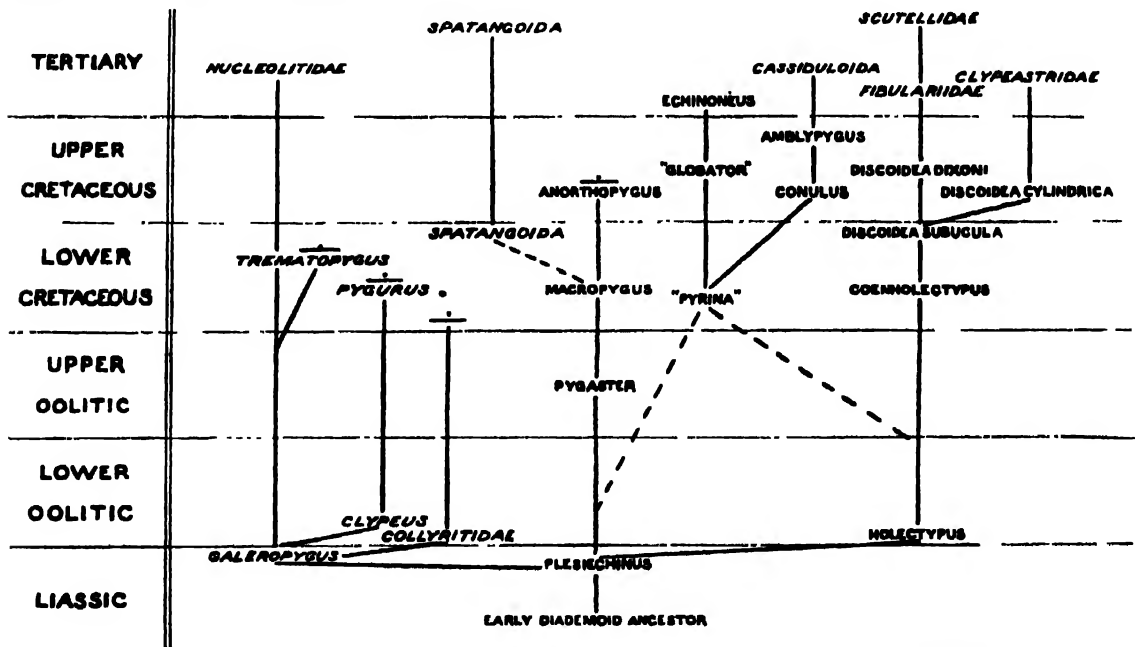 SPATANGOIDA
SCUTELLIDAE
TERTIARY
NUCLEOLITIDAE
CASSIDULOIDA
CLYPEASTRIDAE
FIBULARIIDAE
ECHINONEUS
UPPER
CRETACEOUS
AMBLYPYGUS
"GLOBATOR"
DISCOIDEA DIXONI
ANORTHOPYGUS
CONULUS
DISCOIDEA CYLINDRICA
LOWER
CRETACEOUS
SPATANGOIDA
DISCOIDEA SUBUCULA
TREMATOPYGUS
PYGURUS
MACROPYGUS
"PYRINA"
COENHOLECTYPUS
UPPER
OOLITIC
PYGASTER
LOWER
OOLITIC
CLYPEUS
COLLYRITIDAE
HOLECTYPUS
GALEROPYGUS
PLESIECHINUS
LIASSIC
EARLY DIADEMOID ANCESTOR